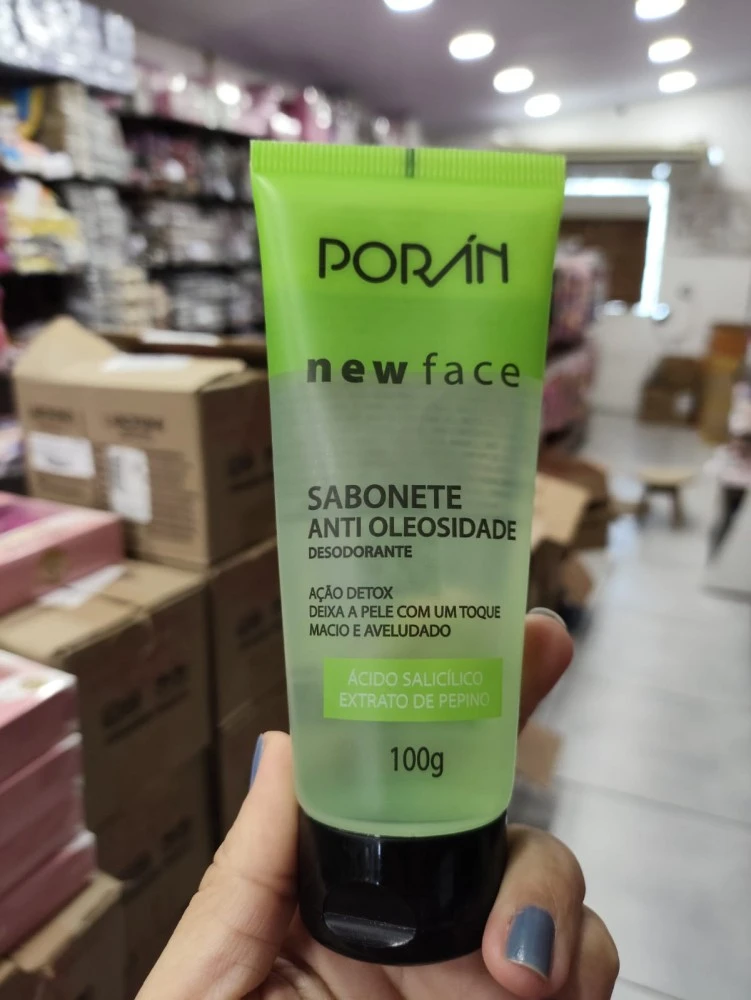 PORÁN
new face
SABONETE
ANTI OLEOSIDADE
DESODORANTE
AÇÃO DETOX
DEIXA A PELE COM UM TOQUE
MACIO E AVELUDADO
ÁCIDO SALICÍLICO
EXTRATO DE PEPINO
100g